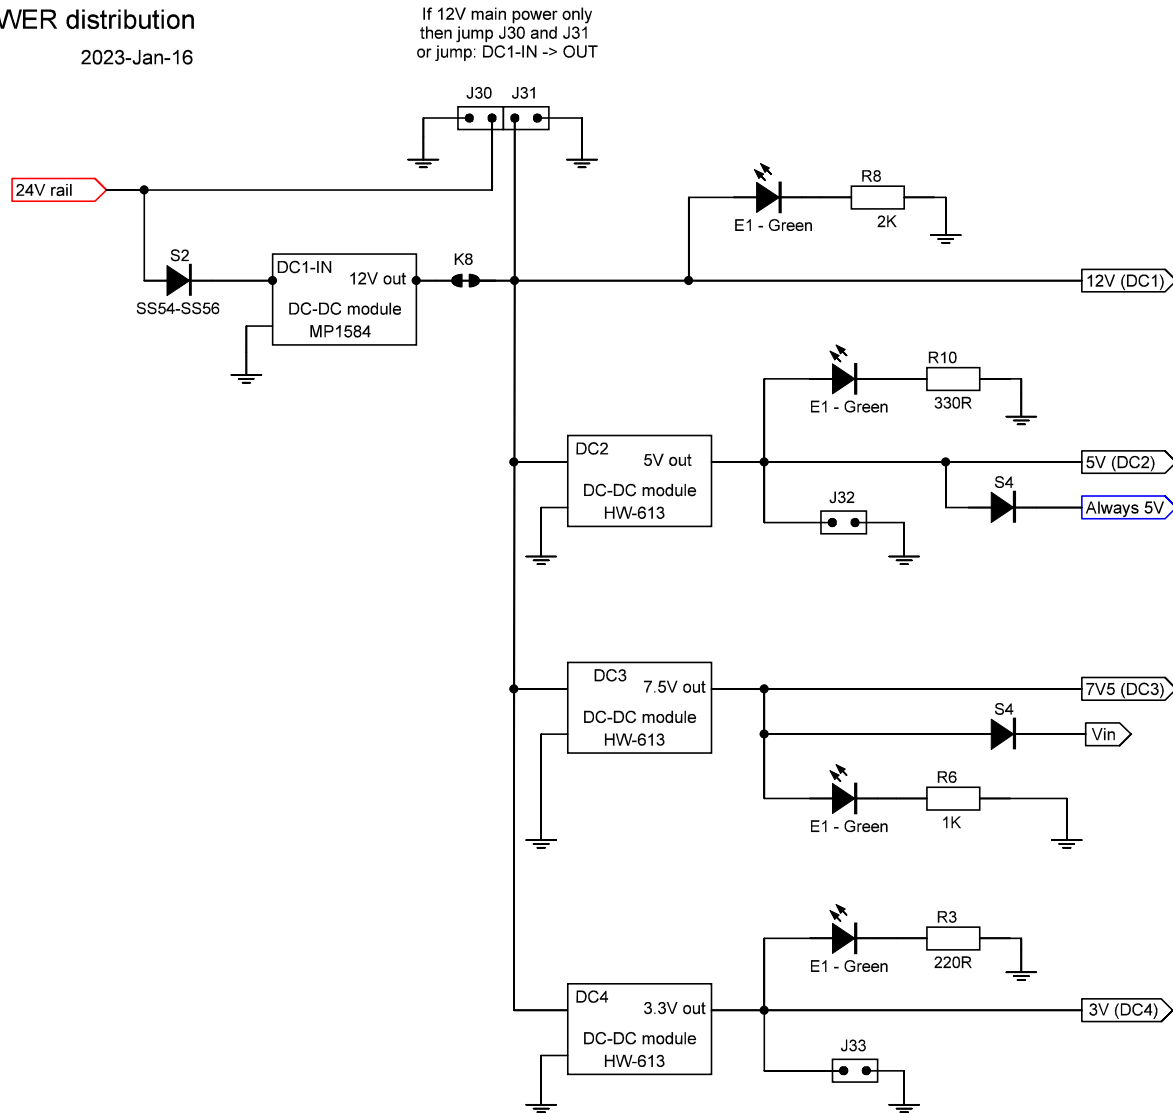 WER distribution
2023-Jan-16
If 12V main power only
then jump J30 and J31
or jump: DC1-IN -> OUT
J30 J31
24V rail
R8
E1 - Green
2K
S2
SS54-SS56
DC1-IN
12V out
DC-DC module
MP1584
K8
12V (DC1)
R10
E1 - Green
330R
DC2
5V out
DC-DC module
HW-613
5V (DC2)
S4
Always 5V
J32
DC3
7.5V out
DC-DC module
HW-613
7V5 (DC3)
S4
Vin
R6
E1 - Green
1K
R3
E1 - Green
220R
DC4
3.3V out
DC-DC module
HW-613
3V (DC4)
J33